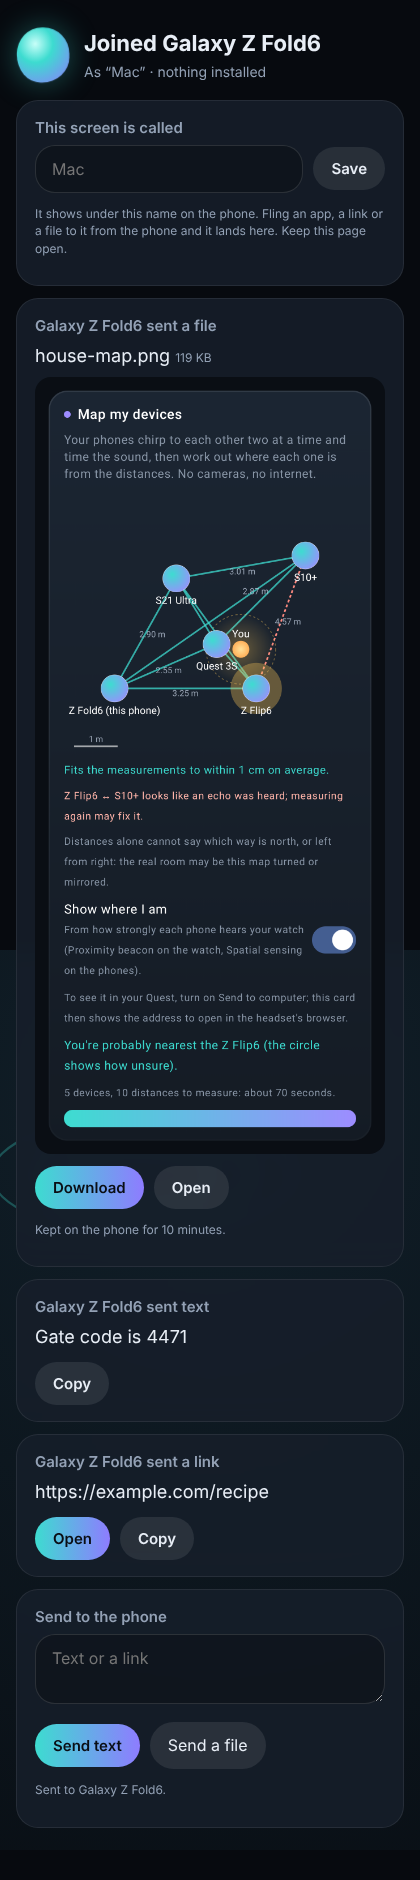 Joined Galaxy Z Fold6
As “Mac” · nothing installed
This screen is called
Mac
Save
It shows under this name on the phone. Fling an app, a link or
a file to it from the phone and it lands here. Keep this page
open.
Galaxy Z Fold6 sent a file
house-map.png 119 KB
Map my devices
Your phones chirp to each other two at a time and
time the sound, then work out where each one is
from the distances. No cameras, no internet.
S10+
3.01 m
S21 Ultra
2.87 m
4.57 m
2.90 m
You
Quest 3S
2.55 m
3.25 m
Z Fold6 (this phone)
Z Flip6
1 m
Fits the measurements to within 1 cm on average.
Z Flip6 ↔ S10+ looks like an echo was heard; measuring
again may fix it.
Distances alone cannot say which way is north, or left
from right: the real room may be this map turned or
mirrored.
Show where I am
From how strongly each phone hears your watch
(Proximity beacon on the watch, Spatial sensing
on the phones).
To see it in your Quest, turn on Send to computer; this card
then shows the address to open in the headset's browser.
You're probably nearest the Z Flip6 (the circle
shows how unsure).
5 devices, 10 distances to measure: about 70 seconds.
Download
Open
Kept on the phone for 10 minutes.
Galaxy Z Fold6 sent text
Gate code is 4471
Copy
Galaxy Z Fold6 sent a link
https://example.com/recipe
Open
Copy
Send to the phone
Text or a link
Send text
Send a file
Sent to Galaxy Z Fold6.